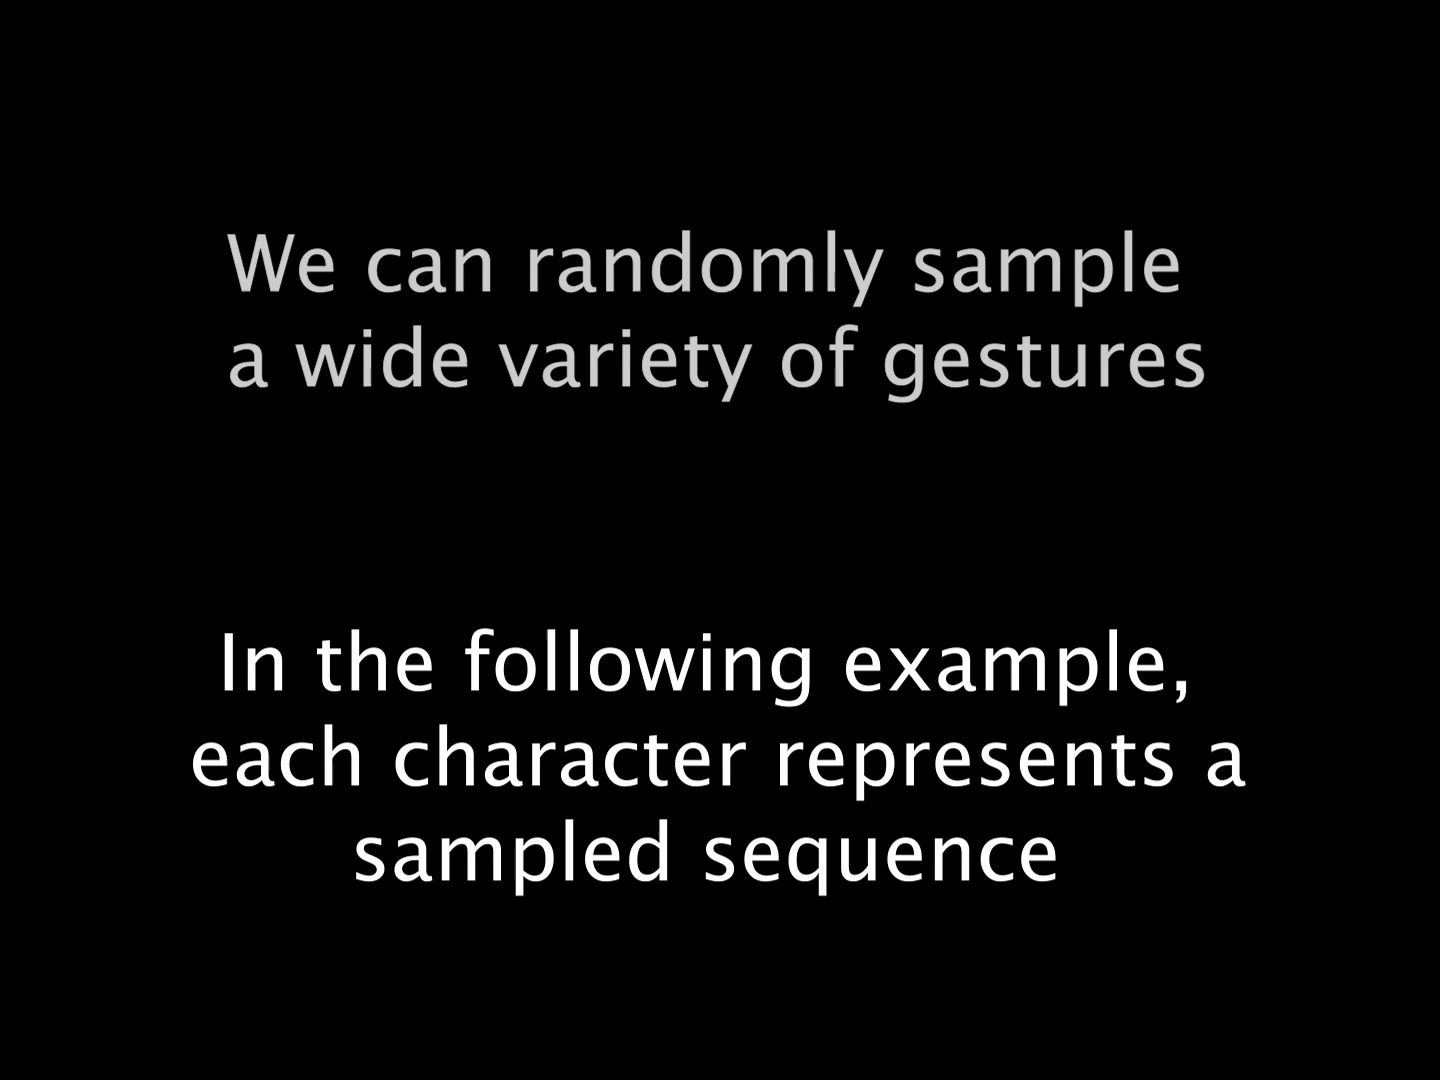 We can randomly sample
a wide variety of gestures
In the following example,
each character represents a
sampled sequence